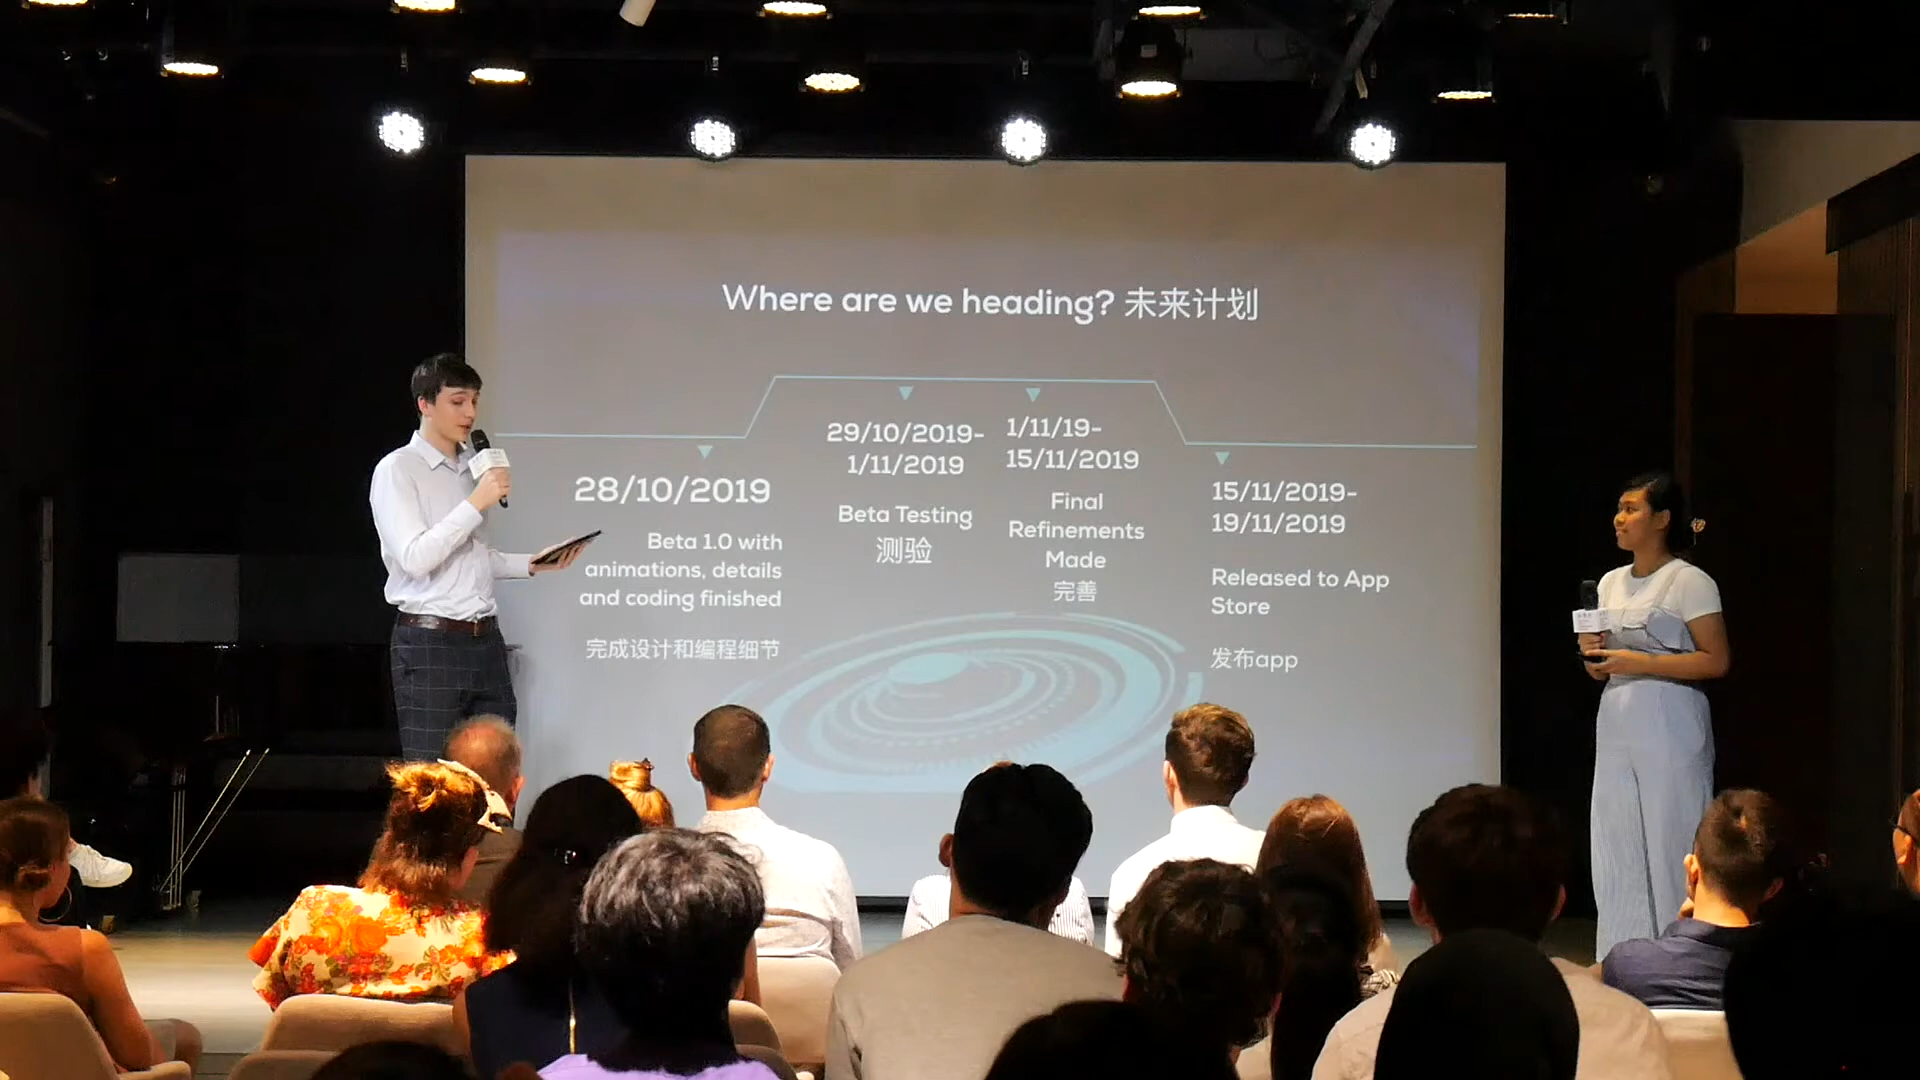 Where are we heading? 未来计划
28/10/2019
Beta 1.0 with
animations, details
and coding finished
完成设计和编程细节
29/10/2019-
1/11/2019
Beta Testing
测验
1/11/19-
15/11/2019
Final
Refinements
Made
完善
15/11/2019-
19/11/2019
Released to App
Store
发布app